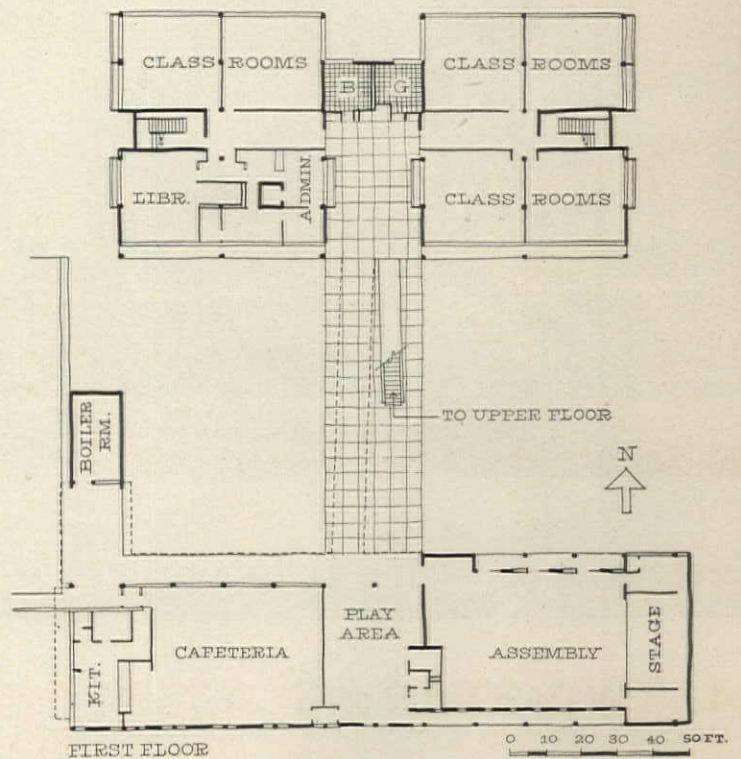 CLASS ROOMS
B
G
CLASS ROOMS
LIBR.
ADMIN.
CLASS ROOMS
BOILER
RM.
TO UPPER FLOOR
N
PLAY
AREA
KIT.
CAFETERIA
ASSEMBLY
STAGE
FIRST FLOOR
0 10 20 30 40 50 FT.